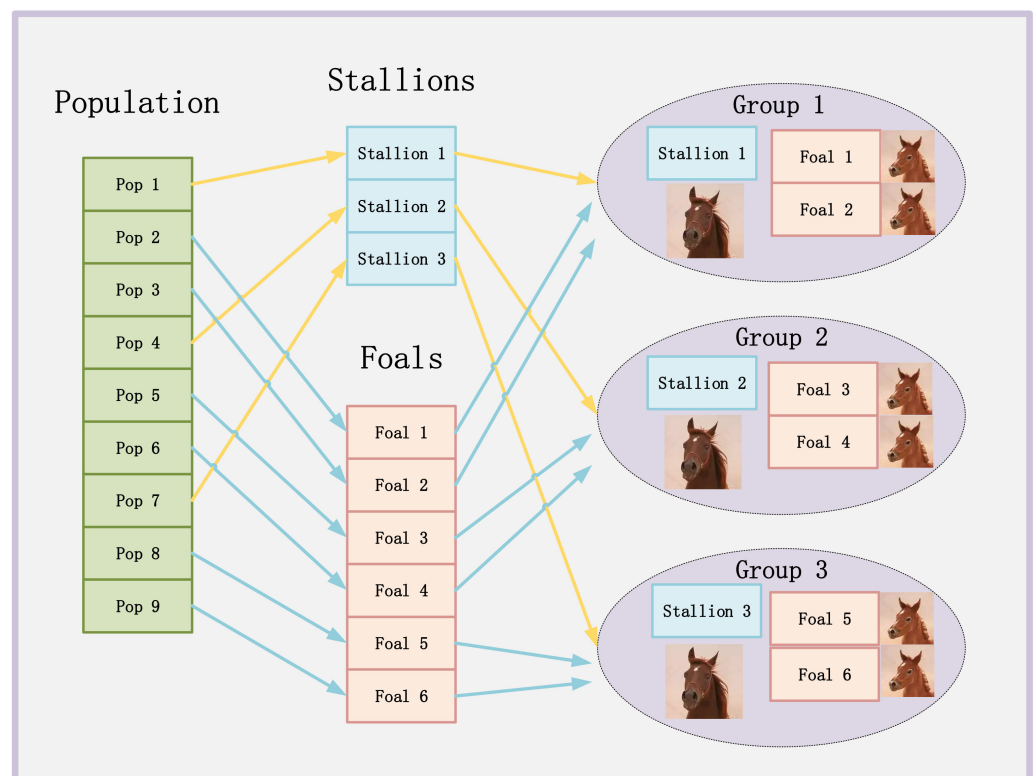 Population
Pop 1
Pop 2
Pop 3
Pop 4
Pop 5
Pop 6
Pop 7
Pop 8
Pop 9
Stallions
Stallion 1
Stallion 2
Stallion 3
Foals
Foal 1
Foal 2
Foal 3
Foal 4
Foal 5
Foal 6
Group 1
Stallion 1
Foal 1
Foal 2
Group 2
Stallion 2
Foal 3
Foal 4
Group 3
Stallion 3
Foal 5
Foal 6